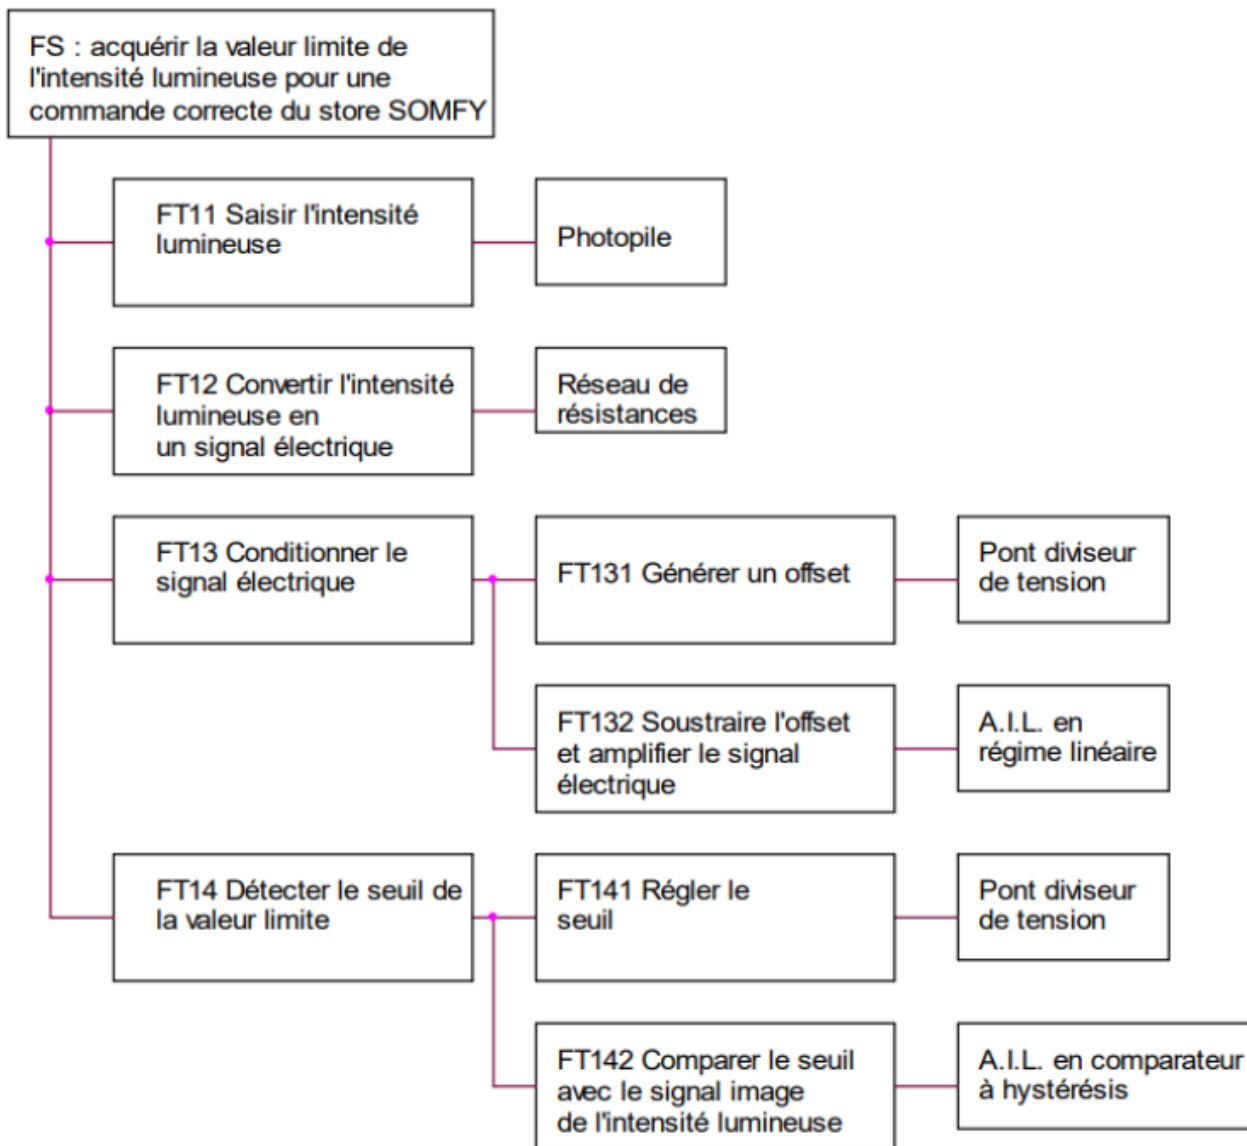 FS : acquérir la valeur limite de
l'intensité lumineuse pour une
commande correcte du store SOMFY
FT11 Saisir l'intensité
lumineuse
Photopile
FT12 Convertir l'intensité
lumineuse en
un signal électrique
Réseau de
résistances
FT13 Conditionner le
signal électrique
FT131 Générer un offset
Pont diviseur
de tension
FT132 Soustraire l'offset
et amplifier le signal
électrique
A.I.L. en
régime linéaire
FT14 Détecter le seuil de
la valeur limite
FT141 Régler le
seuil
Pont diviseur
de tension
FT142 Comparer le seuil
avec le signal image
de l'intensité lumineuse
A.I.L. en comparateur
à hystérésis